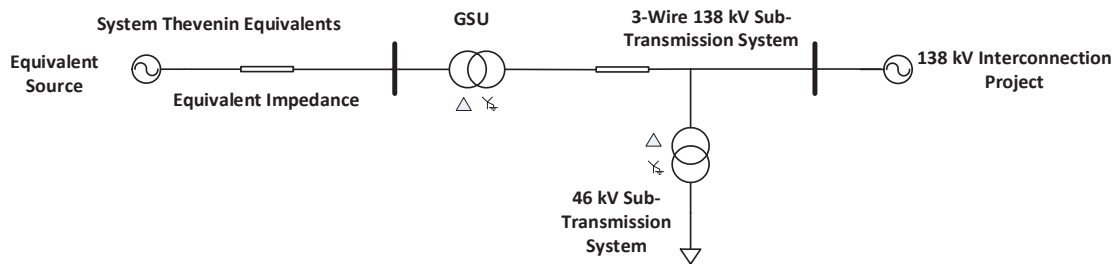 System Thevenin Equivalents
GSU
3-Wire 138 kV Sub-
Transmission System
Equivalent
Source
Equivalent Impedance
138 kV Interconnection
Project
46 kV Sub-
Transmission
System